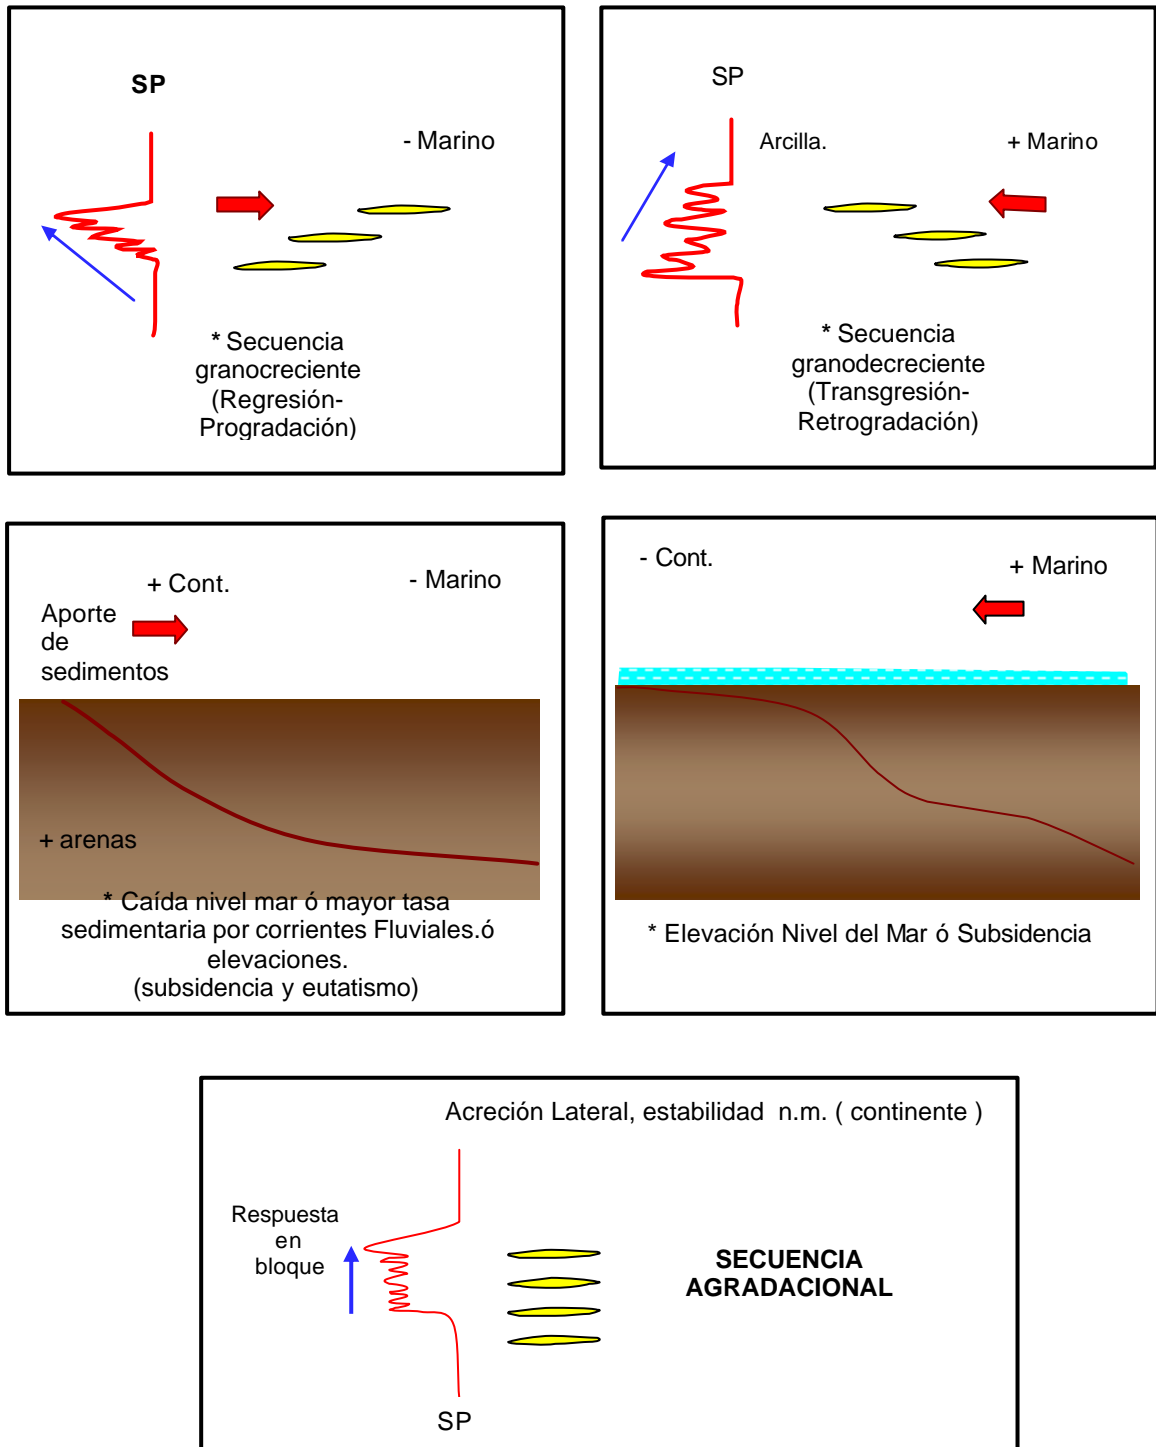 SP
- Marino
* Secuencia
granocreciente
(Regresión-
Progradación)
SP
Arcilla.
+ Marino
* Secuencia
granodecreciente
(Transgresión-
Retrogradación)
+ Cont.
- Marino
Aporte
de
sedimentos
+ arenas
* Caída nivel mar ó mayor tasa
sedimentaria por corrientes Fluviales.ó
elevaciones.
(subsidencia y eutatismo)
- Cont.
+ Marino
* Elevación Nivel del Mar ó Subsidencia
Acreción Lateral, estabilidad n.m. ( continente )
Respuesta
en
bloque
SECUENCIA
AGRADACIONAL
SP